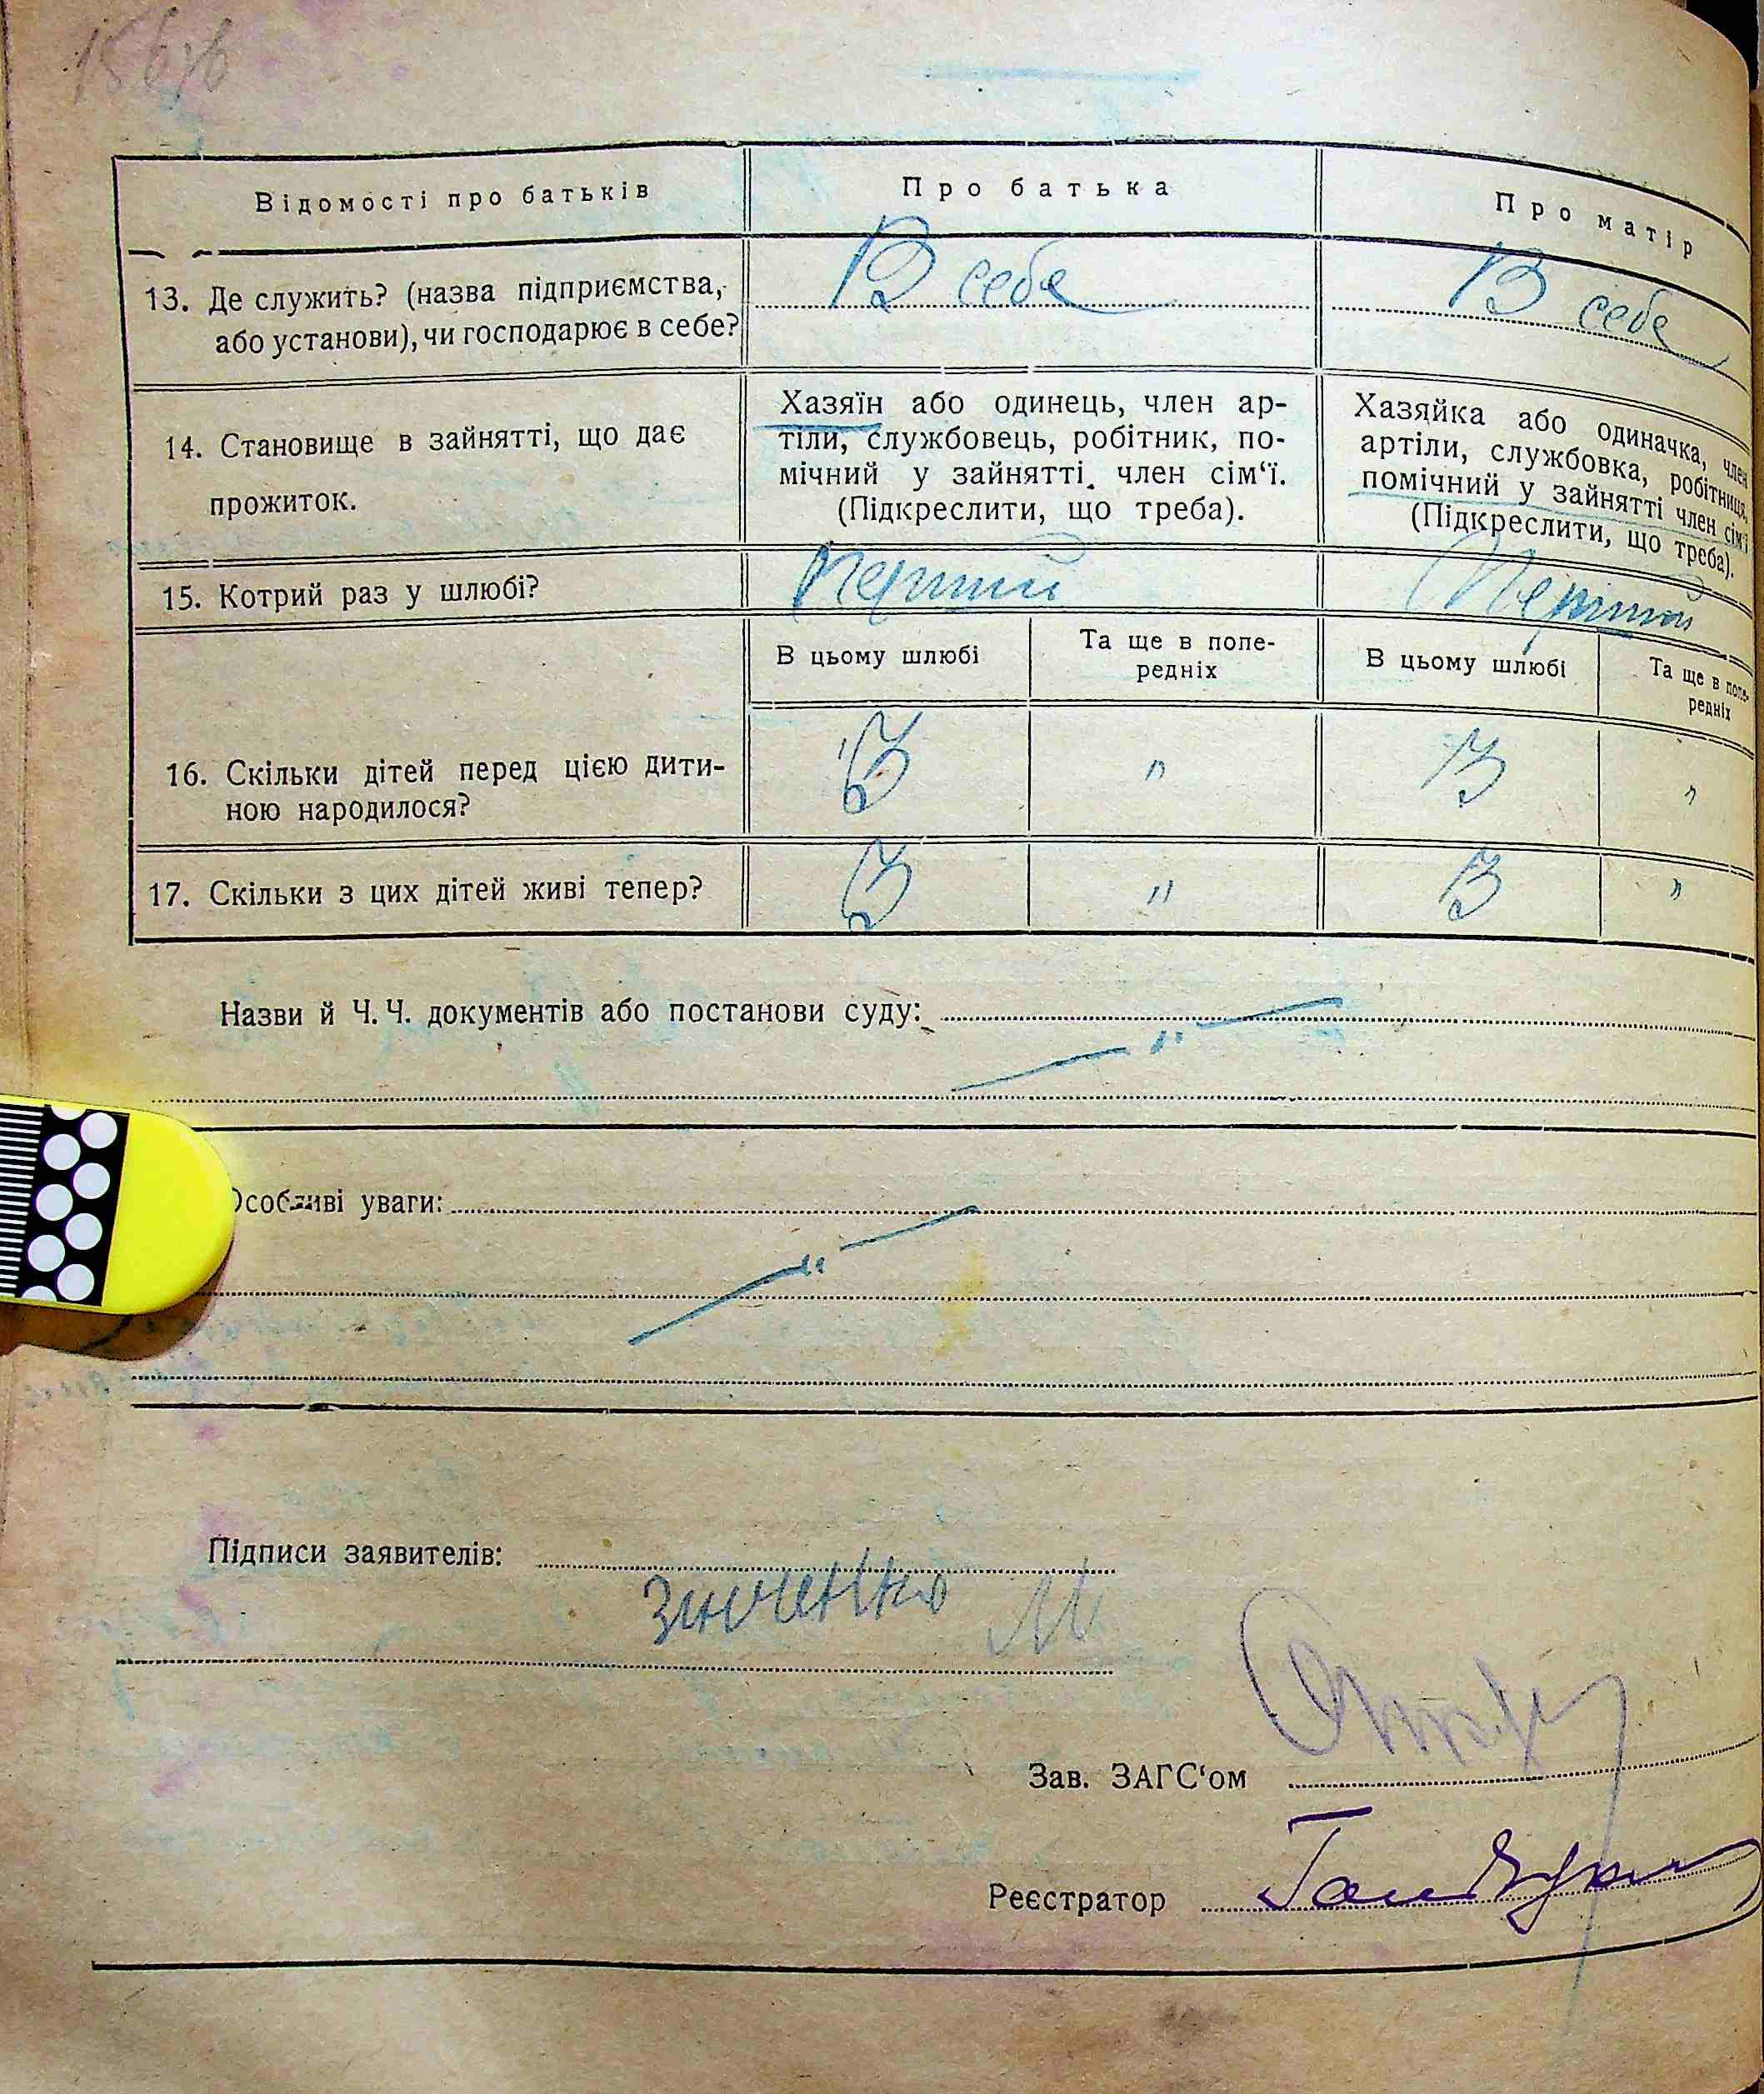 Відомості про батьків
Про батька
Про матір
13. Де служить? (назва підприємства,
або установи), чи господарює в себе?
В себе
В себе
14. Становище в зайнятті, що дає
прожиток.
Хазяїн або одинець, член ар-
тіли, службовець, робітник, по-
мічний у зайнятті, член сім‘ї.
(Підкреслити, що треба).
Хазяйка або одиначка, член
артіли, службовка, робітниця,
помічний у зайнятті член сім‘ї
(Підкреслити, що треба).
15. Котрий раз у шлюбі?
Перший
Перший
В цьому шлюбі
Та ще в попе-
редніх
В цьому шлюбі
Та ще в попе-
редніх
16. Скільки дітей перед цією дити-
ною народилося?
3
"
3
"
17. Скільки з цих дітей живі тепер?
3
"
3
"
Назви й Ч. Ч. документів або постанови суду:
— " —
Особливі уваги:
— " —
Підписи заявителів:
Зинченко М
Зав. ЗАГС‘ом
Реєстратор